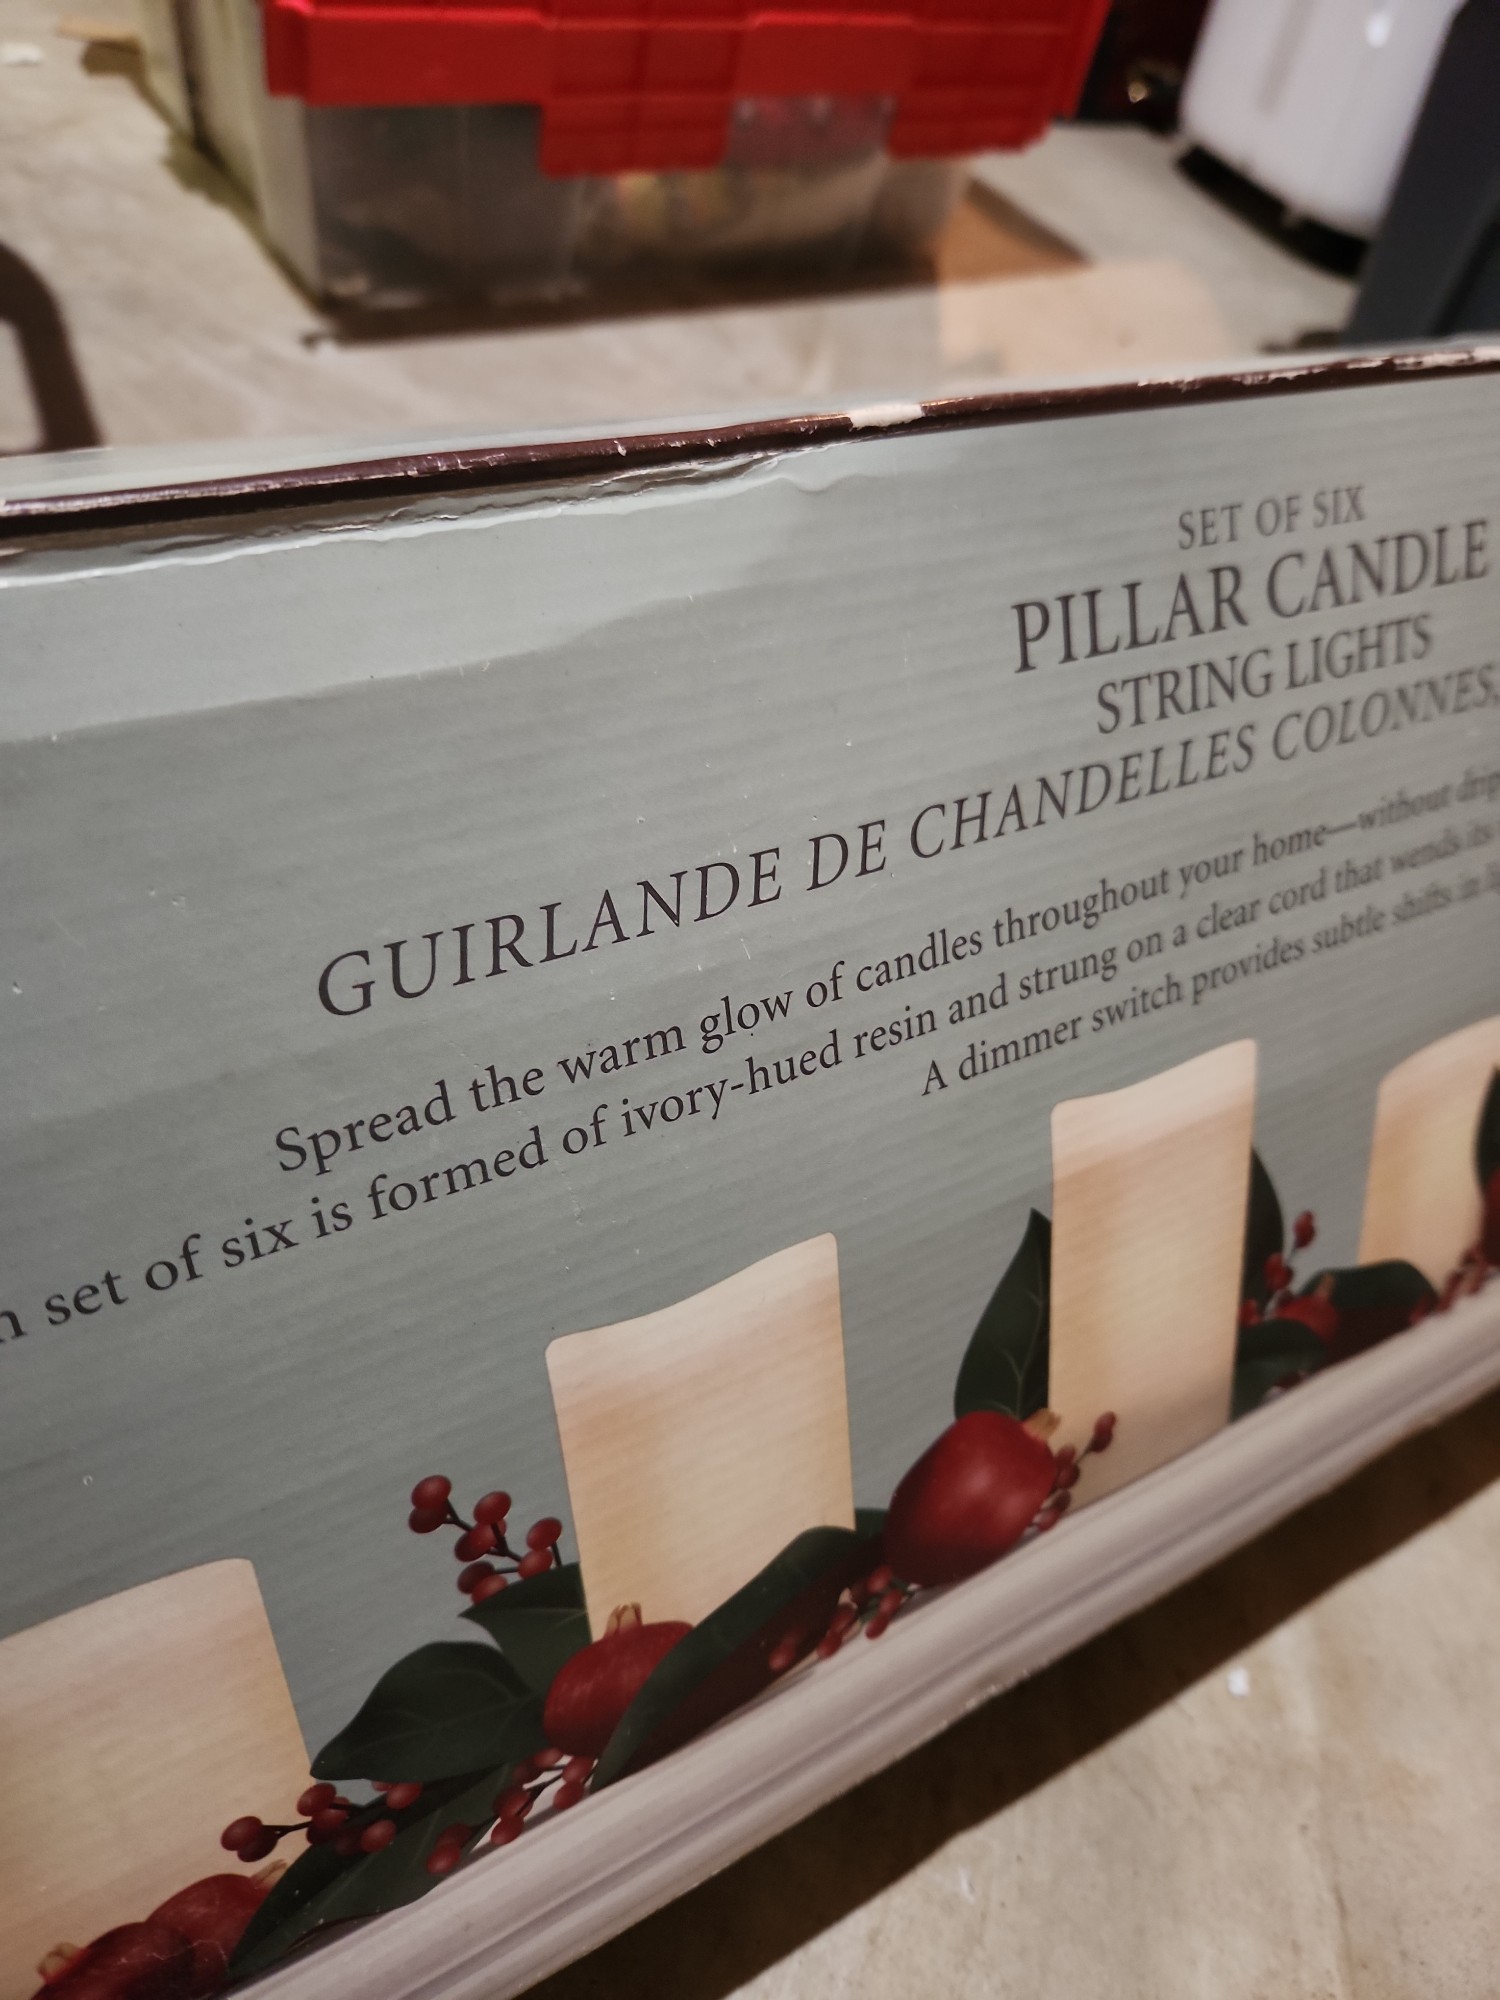 SET OF SIX
PILLAR CANDLE
STRING LIGHTS
GUIRLANDE DE CHANDELLES COLONNES,
Spread the warm glow of candles throughout your home—without
set of six is formed of ivory-hued resin and strung on a clear cord that wends its
A dimmer switch provides subtle shifts in